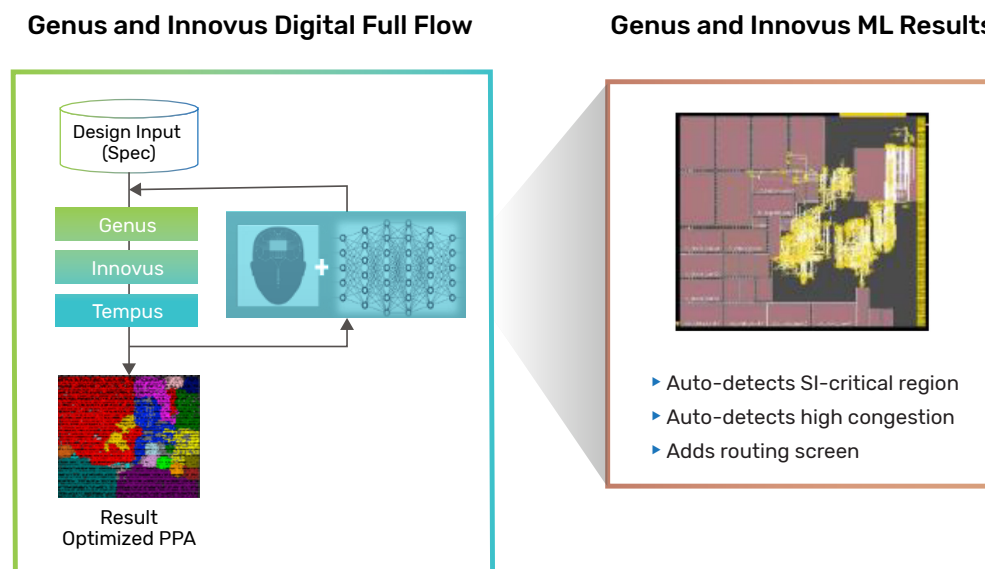 Genus and Innovus Digital Full Flow
Design Input
(Spec)
Genus
Innovus
Tempus
+
Result
Optimized PPA
Genus and Innovus ML Results
Auto-detects SI-critical region
Auto-detects high congestion
Adds routing screen